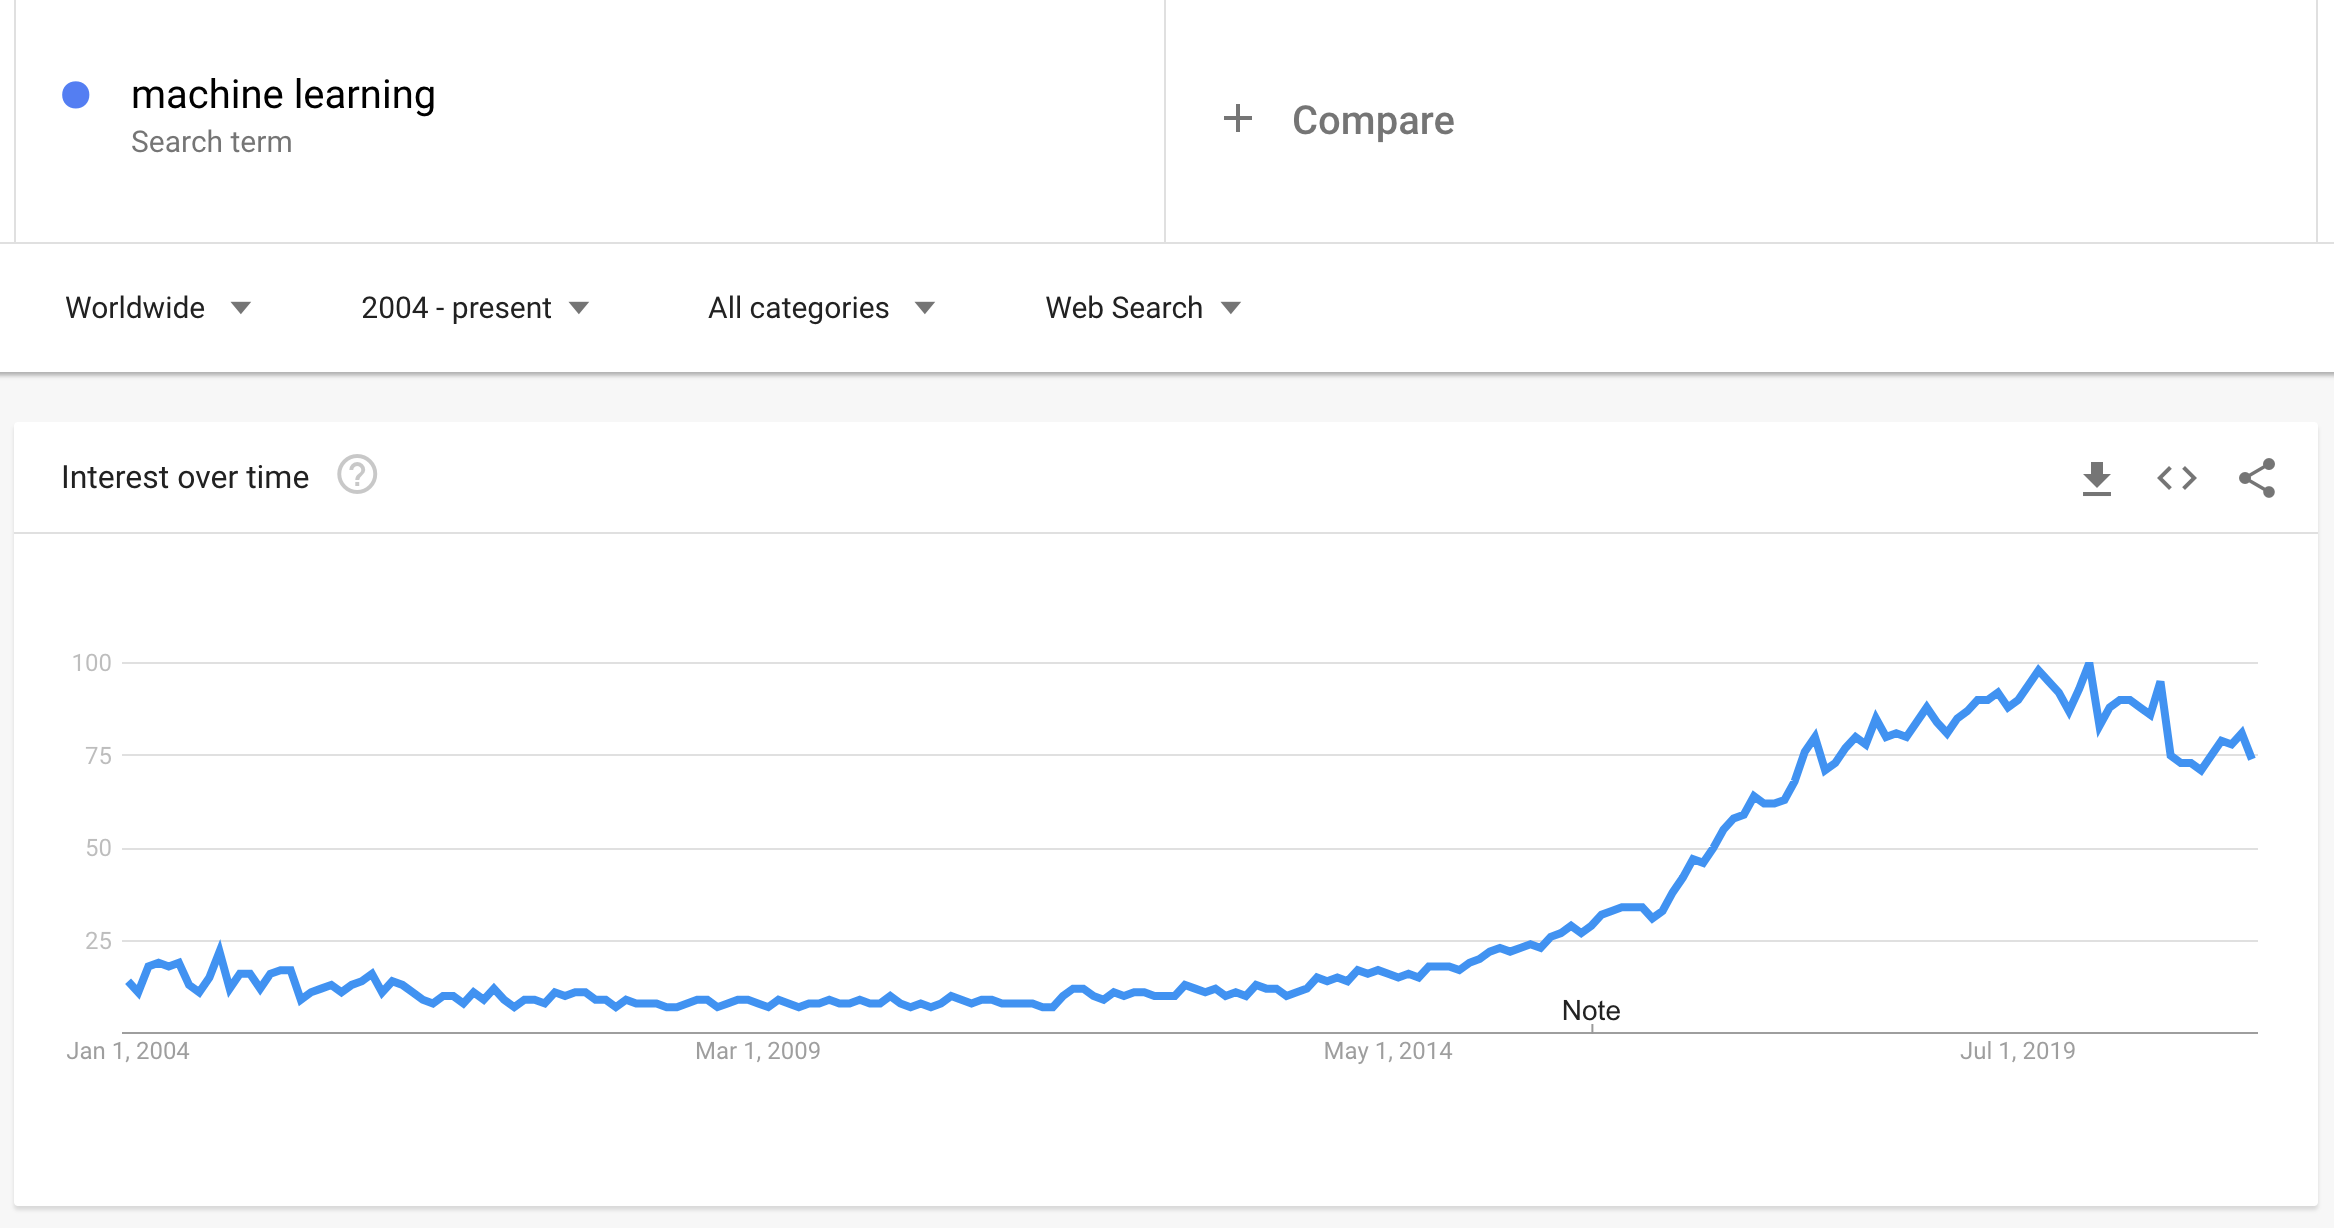 machine learning
Search term
+ Compare
Worldwide
2004 - present
All categories
Web Search
Interest over time
?
100
75
50
25
Note
Jan 1, 2004
Mar 1, 2009
May 1, 2014
Jul 1, 2019